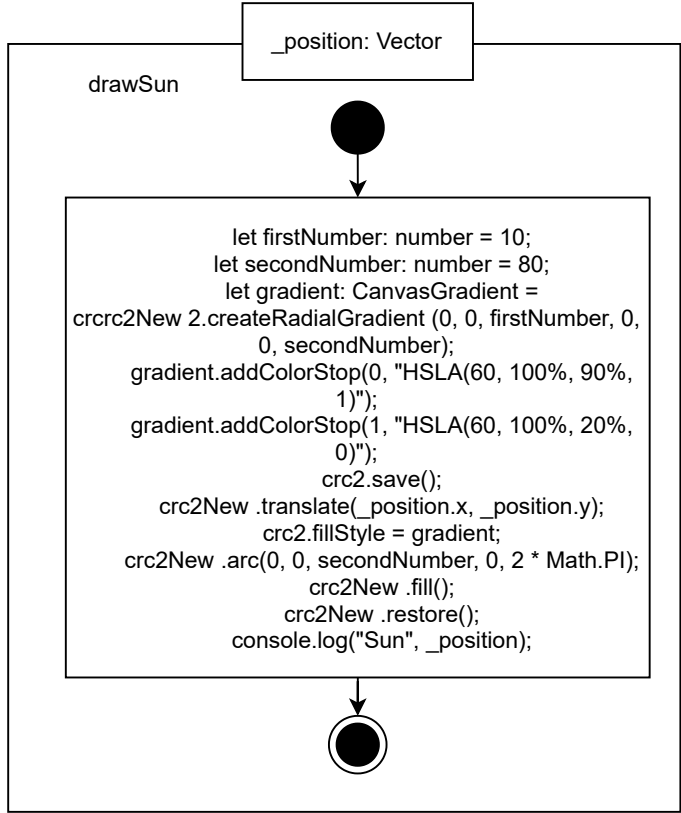 _position: Vector
drawSun
let firstNumber: number = 10;
let secondNumber: number = 80;
let gradient: CanvasGradient =
crcrc2New 2.createRadialGradient (0, 0, firstNumber, 0,
0, secondNumber);
gradient.addColorStop(0, "HSLA(60, 100%, 90%,
1)");
gradient.addColorStop(1, "HSLA(60, 100%, 20%,
0)");
crc2.save();
crc2New .translate(_position.x, _position.y);
crc2.fillStyle = gradient;
crc2New .arc(0, 0, secondNumber, 0, 2 * Math.PI);
crc2New .fill();
crc2New .restore();
console.log("Sun", _position);